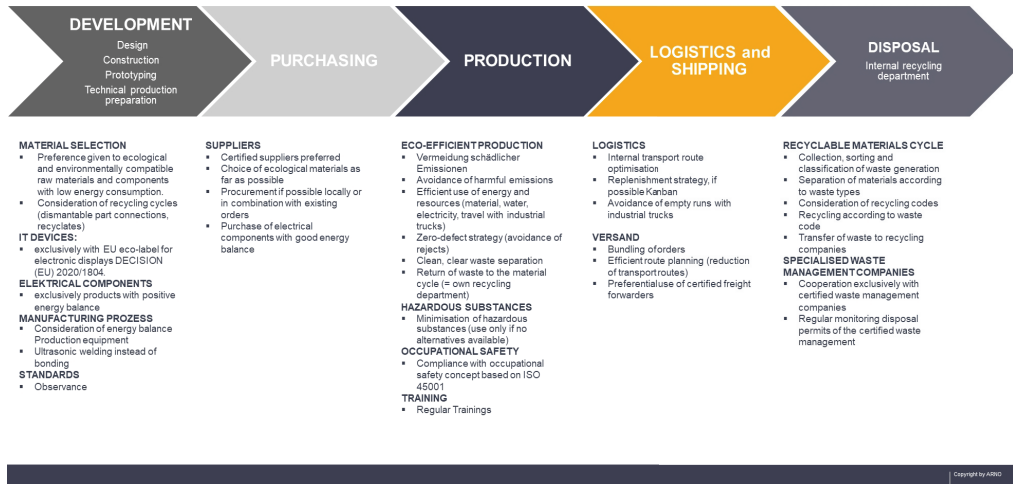 DEVELOPMENT
Design
Construction
Prototyping
Technical production
preparation
PURCHASING
PRODUCTION
LOGISTICS and
SHIPPING
DISPOSAL
Internal recycling
department
MATERIAL SELECTION
▪ Preference given to ecological
and environmentally compatible
raw materials and components
with low energy consumption.
▪ Consideration of recycling cycles
(dismantable part connections,
recyclates)
IT DEVICES:
▪ exclusively with EU eco-label for
electronic displays DECISION
(EU) 2020/1804.
ELEKTRICAL COMPONENTS
▪ exclusively products with positive
energy balance
MANUFACTURING PROZESS
▪ Consideration of energy balance
Production equipment
▪ Ultrasonic welding instead of
bonding
STANDARDS
▪ Observance
SUPPLIERS
▪ Certified suppliers preferred
▪ Choice of ecological materials as
far as possible
▪ Procurement if possible locally or
in combination with existing
orders
▪ Purchase of electrical
components with good energy
balance
ECO-EFFICIENT PRODUCTION
▪ Vermeidung schädlicher
Emissionen
▪ Avoidance of harmful emissions
▪ Efficient use of energy and
resources (material, water,
electricity, travel with industrial
trucks)
▪ Zero-defect strategy (avoidance of
rejects)
▪ Clean, clear waste separation
▪ Return of waste to the material
cycle (= own recycling
department)
HAZARDOUS SUBSTANCES
▪ Minimisation of hazardous
substances (use only if no
alternatives available)
OCCUPATIONAL SAFETY
▪ Compliance with occupational
safety concept based on ISO
45001
TRAINING
▪ Regular Trainings
LOGISTICS
▪ Internal transport route
optimisation
▪ Replenishment strategy, if
possible Kanban
▪ Avoidance of empty runs with
industrial trucks
VERSAND
▪ Bundling of orders
▪ Efficient route planning (reduction
of transport routes)
▪ Preferential use of certified freight
forwarders
RECYCLABLE MATERIALS CYCLE
▪ Collection, sorting and
classification of waste generation
▪ Separation of materials according
to waste types
▪ Consideration of recycling codes
▪ Recycling according to waste
code
▪ Transfer of waste to recycling
companies
SPECIALISED WASTE
MANAGEMENT COMPANIES
▪ Cooperation exclusively with
certified waste management
companies
▪ Regular monitoring disposal
permits of the certified waste
management
Copyright by ARNO